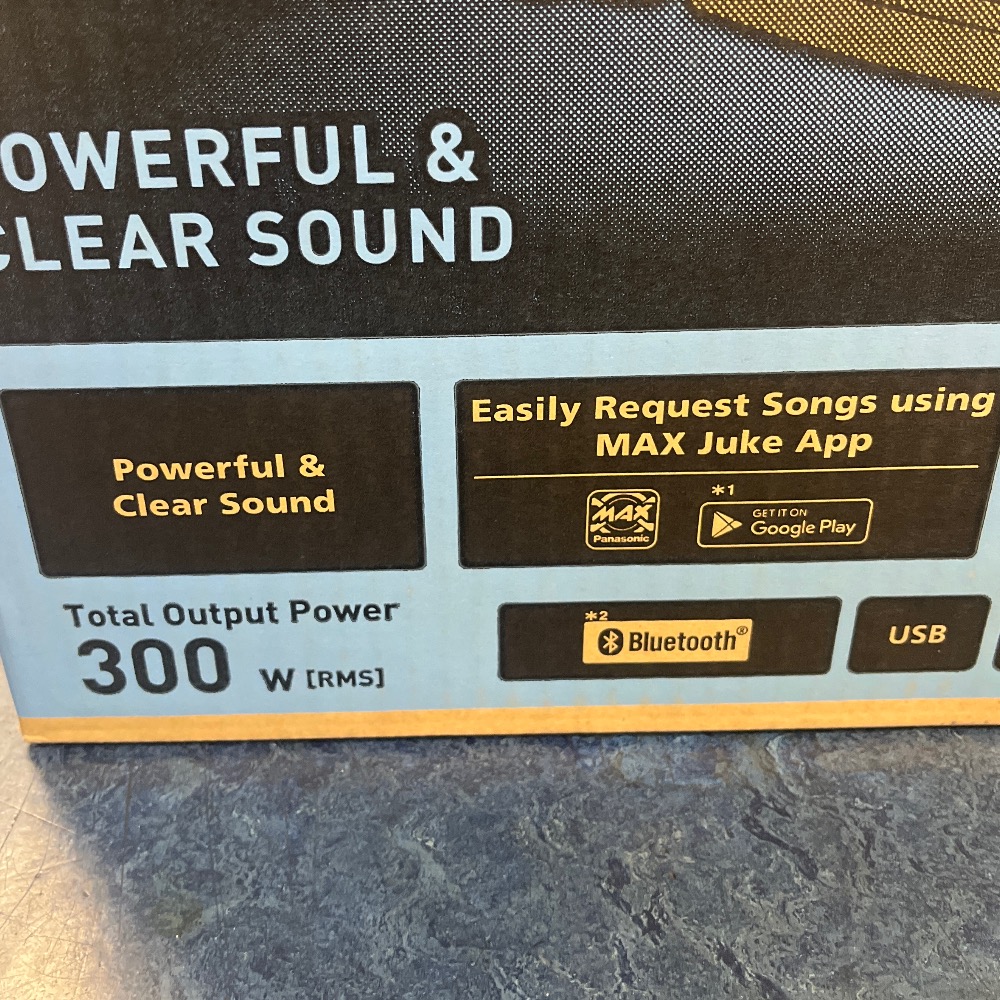 OWERFUL &
CLEAR SOUND
Powerful &
Clear Sound
Easily Request Songs using
MAX Juke App
MAX
Panasonic
*1
GET IT ON
Google Play
Total Output Power
300 W [RMS]
*2
Bluetooth®
USB